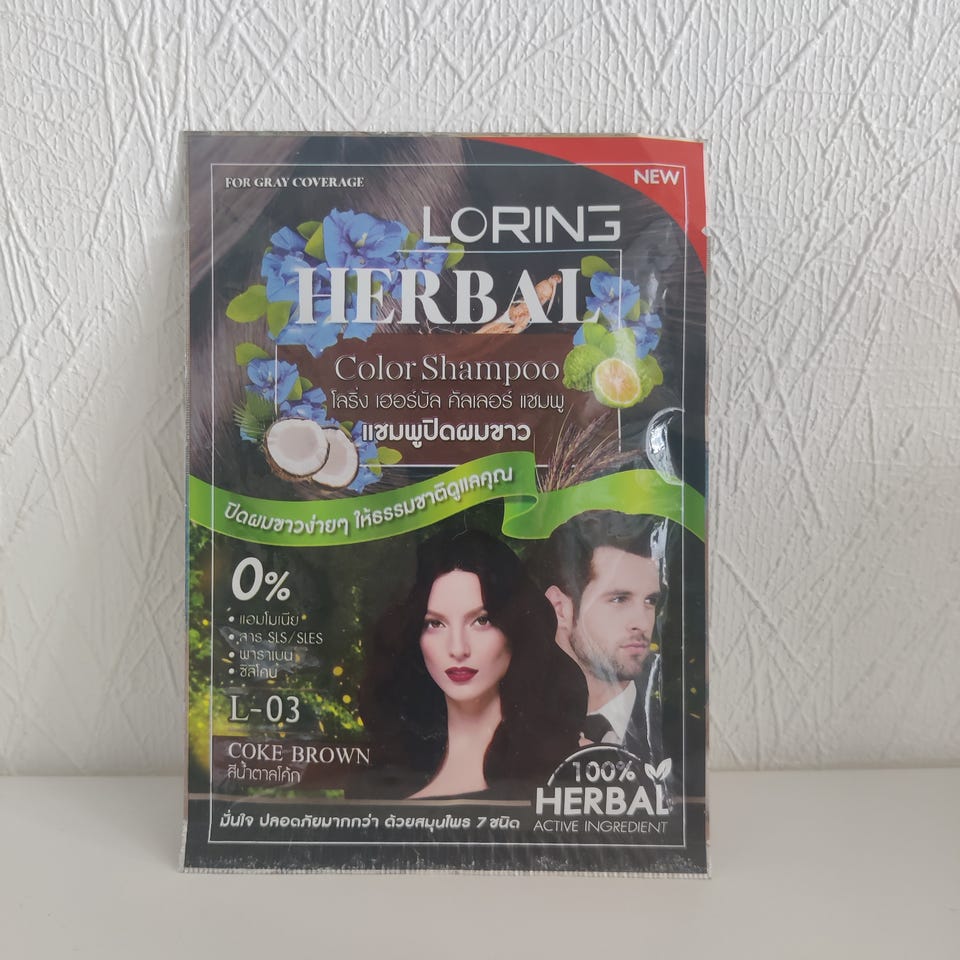 FOR GRAY COVERAGE
NEW
LORING
HERBAL
Color Shampoo
โลริ่ง เฮอร์บัล คัลเลอร์ แชมพู
แชมพูปิดผมขาว
ปิดผมขาวง่ายๆ ให้ธรรมชาติดูแลคุณ
0%
• แอมโมเนีย
• สาร SLS/SLES
• พาราเบน
• ซิลิโคน
L-03
COKE BROWN
สีน้ำตาลโค้ก
100%
HERBAL
ACTIVE INGREDIENT
มั่นใจ ปลอดภัยมากกว่า ด้วยสมุนไพร 7 ชนิด